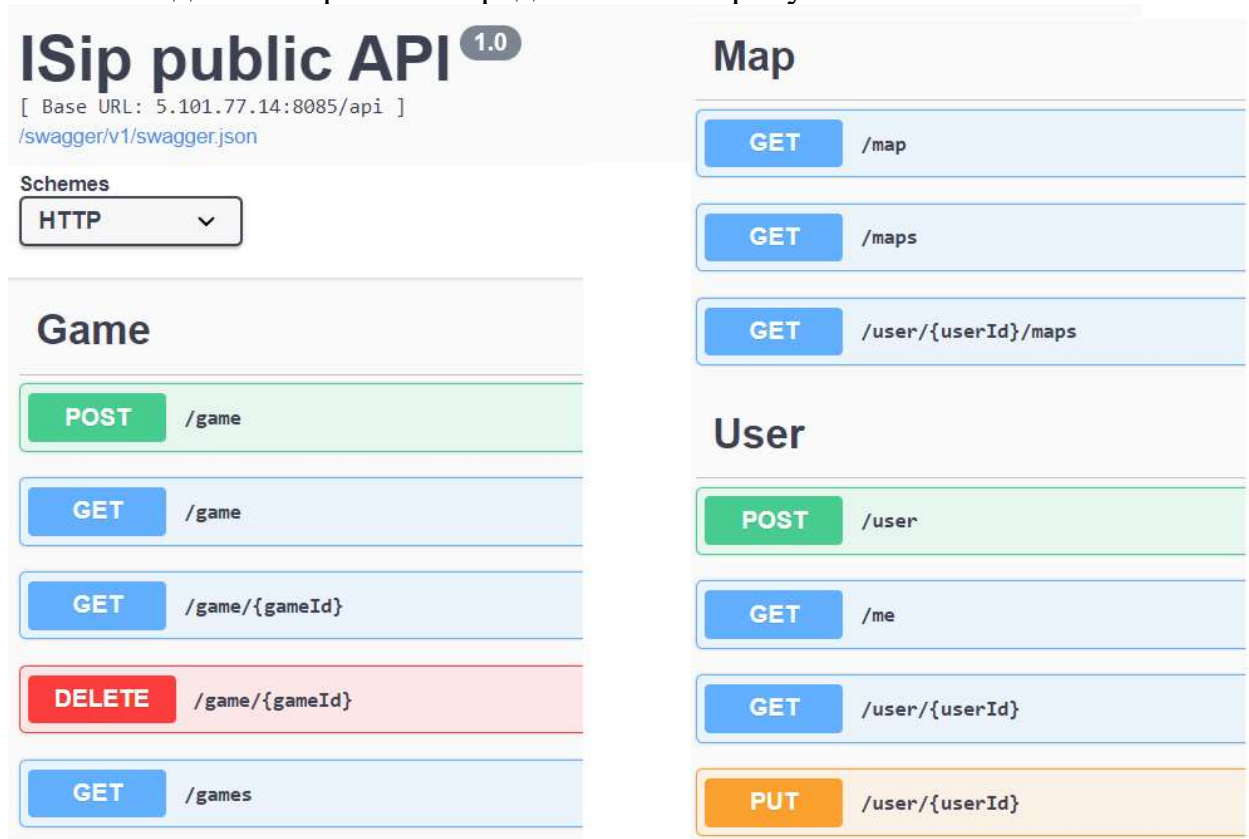 ISip public API 1.0
[ Base URL: 5.101.77.14:8085/api ]
/swagger/v1/swagger.json
Schemes
HTTP
Game
POST /game
GET /game
GET /game/{gameId}
DELETE /game/{gameId}
GET /games
Map
GET /map
GET /maps
GET /user/{userId}/maps
User
POST /user
GET /me
GET /user/{userId}
PUT /user/{userId}